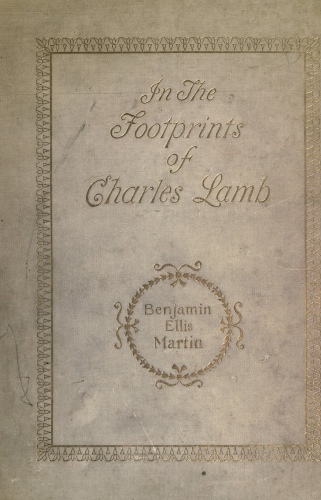 In The
Footprints
of
Charles Lamb
Benjamin
Ellis
Martin